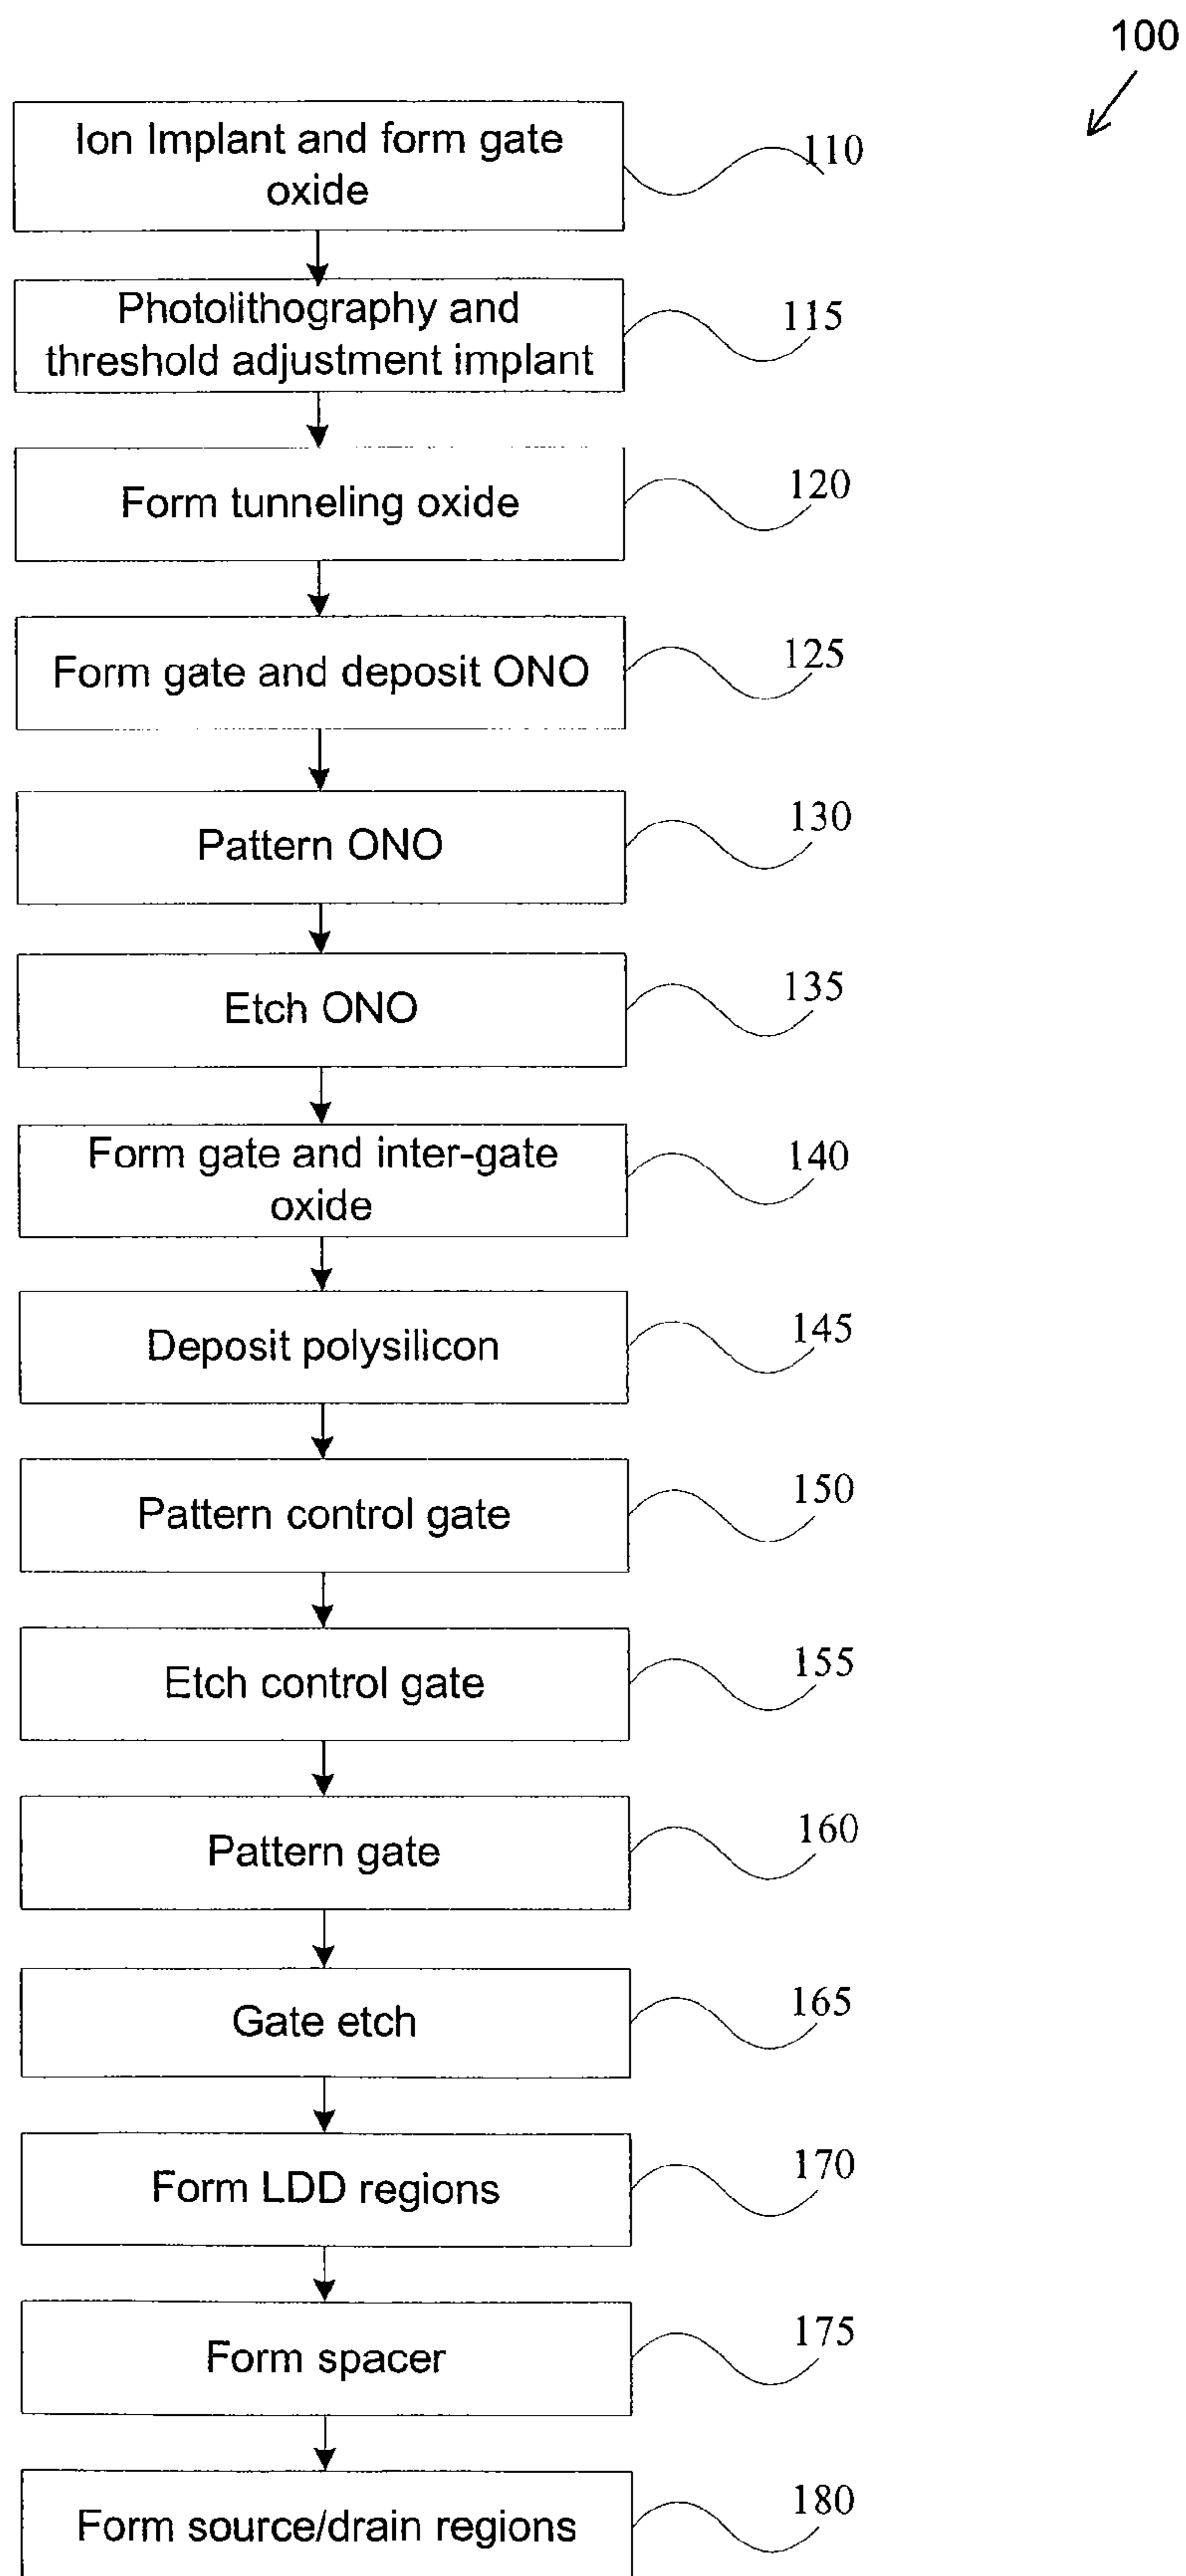 100
Ion Implant and form gate
oxide
110
Photolithography and
threshold adjustment implant
115
Form tunneling oxide
120
Form gate and deposit ONO
125
Pattern ONO
130
Etch ONO
135
Form gate and inter-gate
oxide
140
Deposit polysilicon
145
Pattern control gate
150
Etch control gate
155
Pattern gate
160
Gate etch
165
Form LDD regions
170
Form spacer
175
Form source/drain regions
180